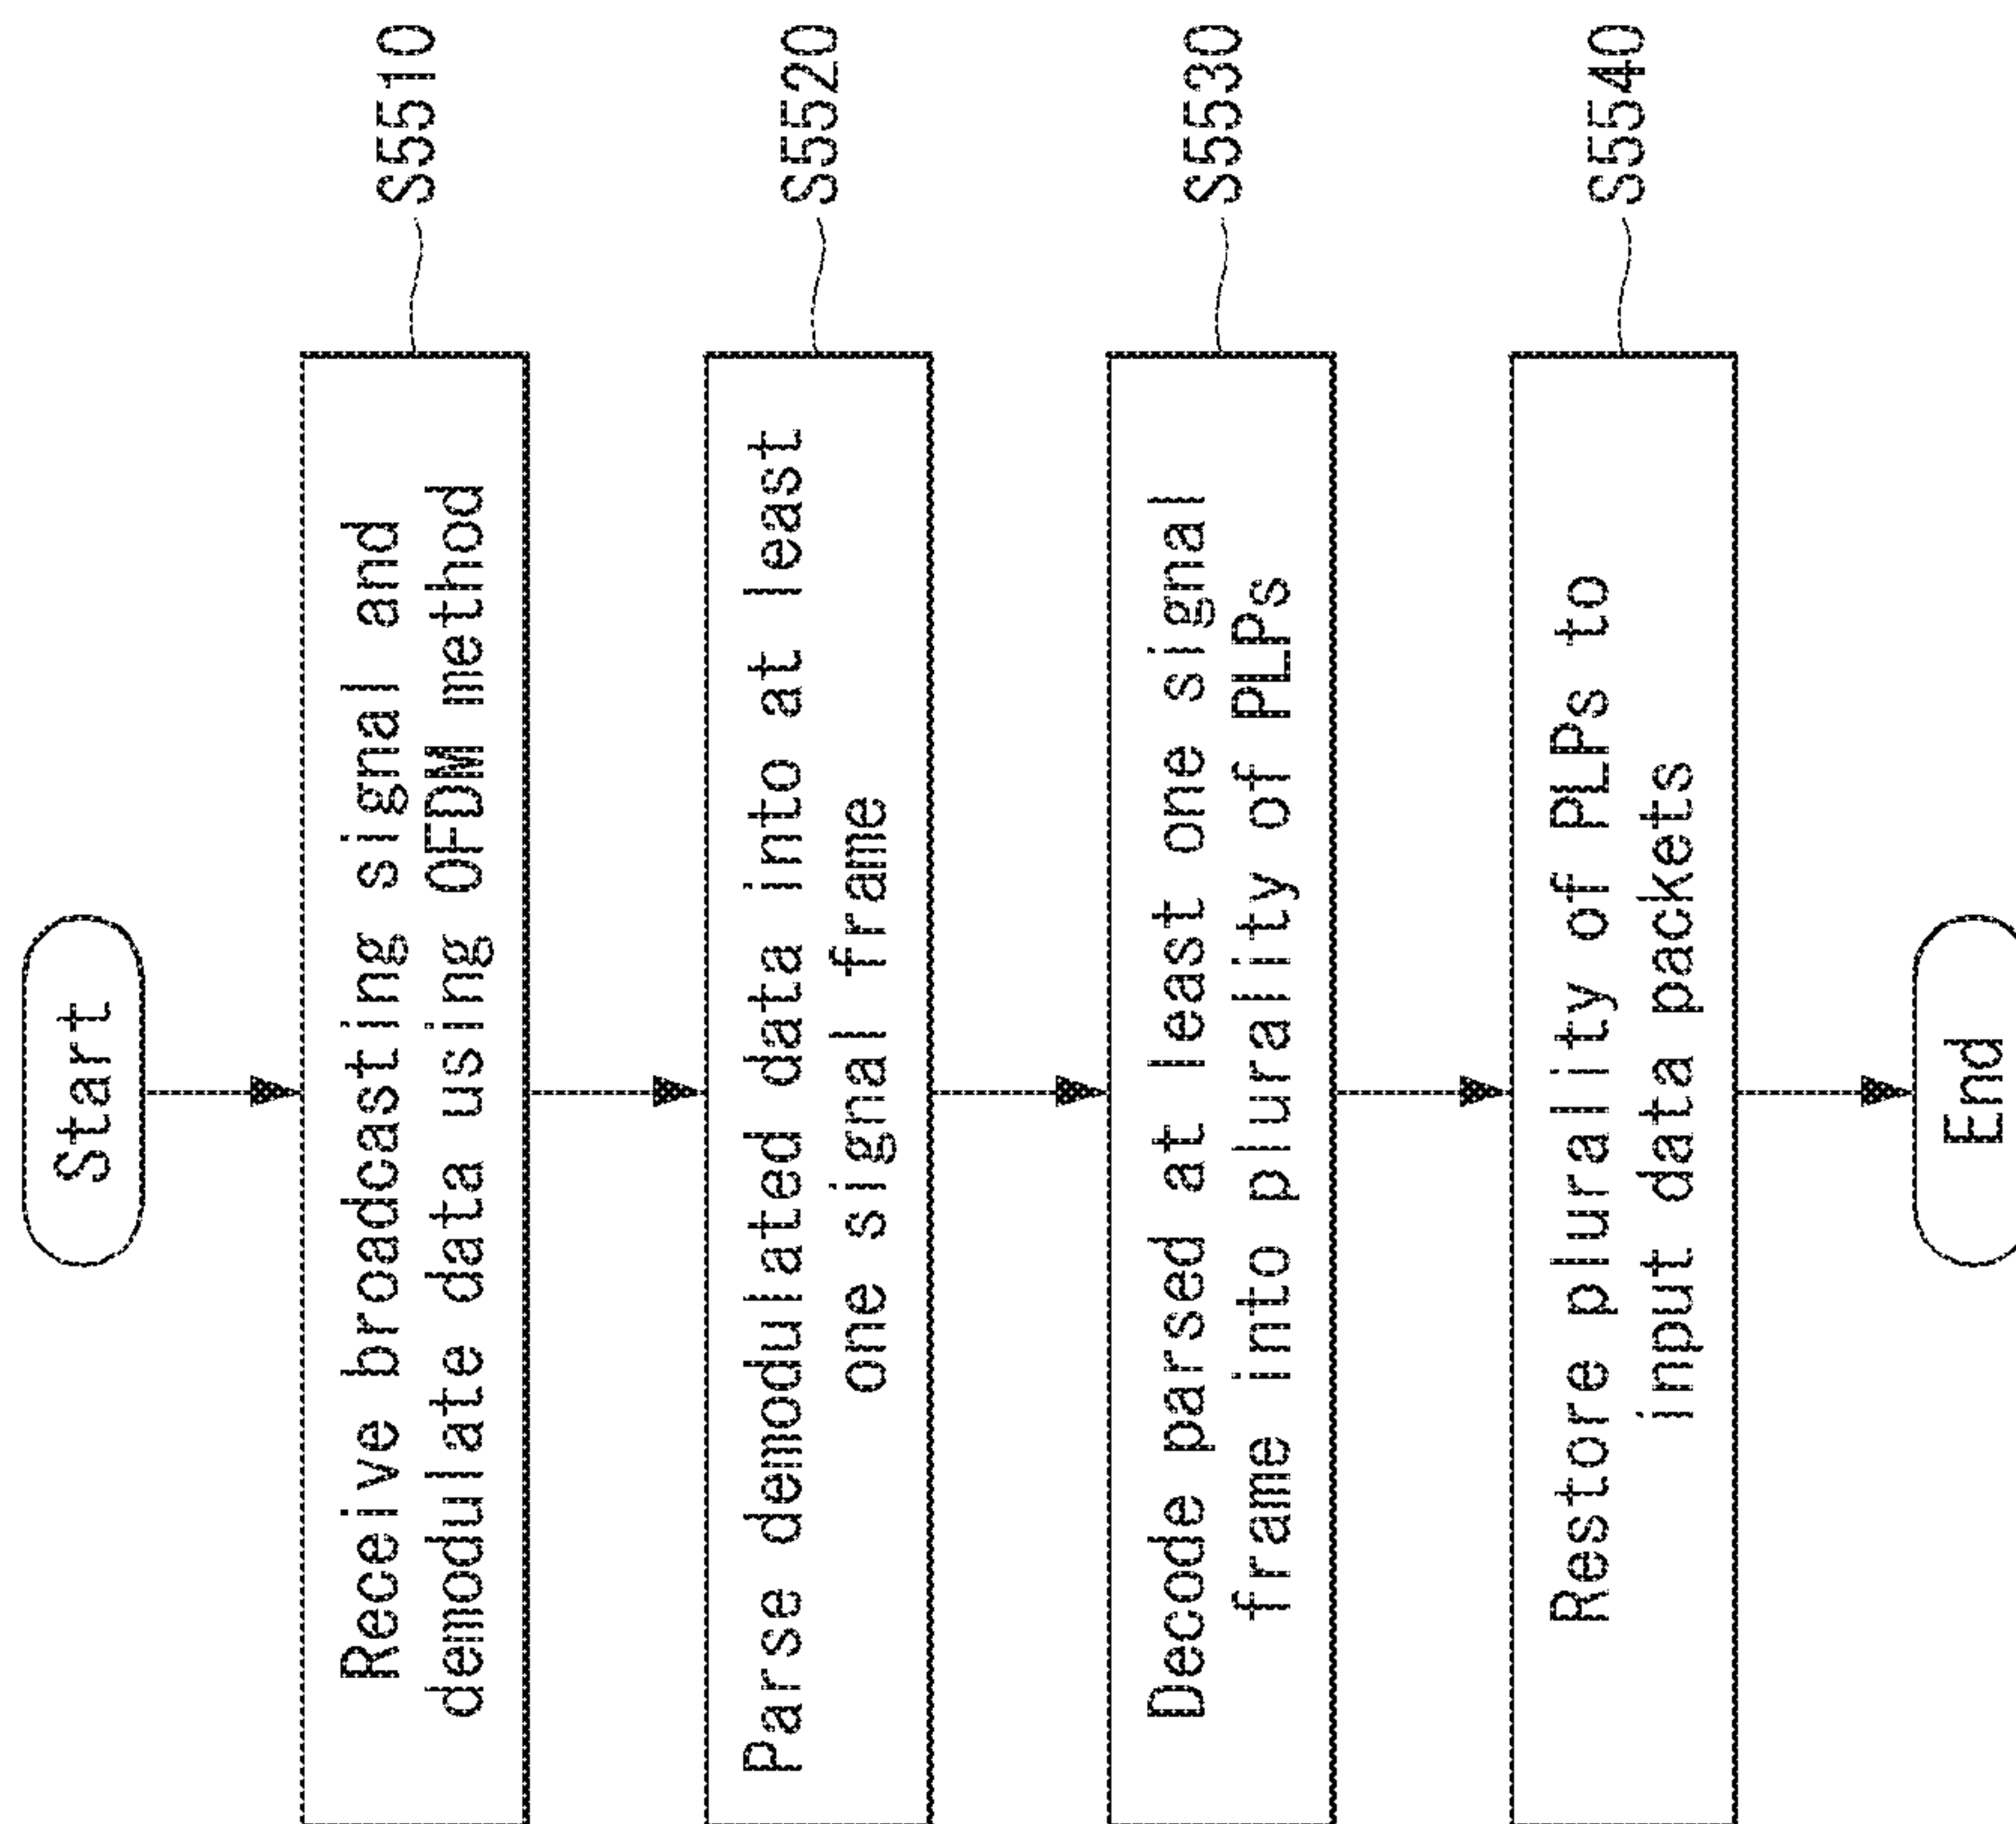 Start
Receive broadcasting signal and
demodulate data using OFDM method
S5510
Parse demodulated data into at least
one signal frame
S5520
Decode parsed at least one signal
frame into plurality of PLPs
S5530
Restore plurality of PLPs to
input data packets
S5540
End